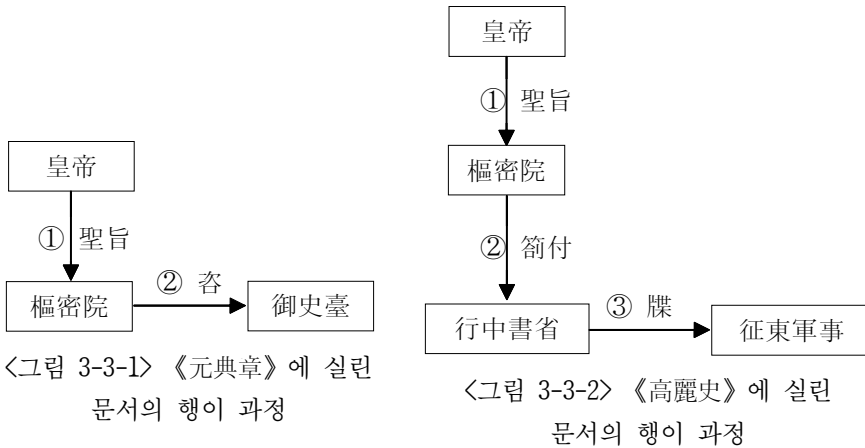 皇帝
① 聖旨
樞密院
② 咨
御史臺
<그림 3-3-1> 《元典章》에 실린
문서의 행이 과정
皇帝
① 聖旨
樞密院
② 箚付
行中書省
③ 牒
征東軍事
<그림 3-3-2> 《高麗史》에 실린
문서의 행이 과정